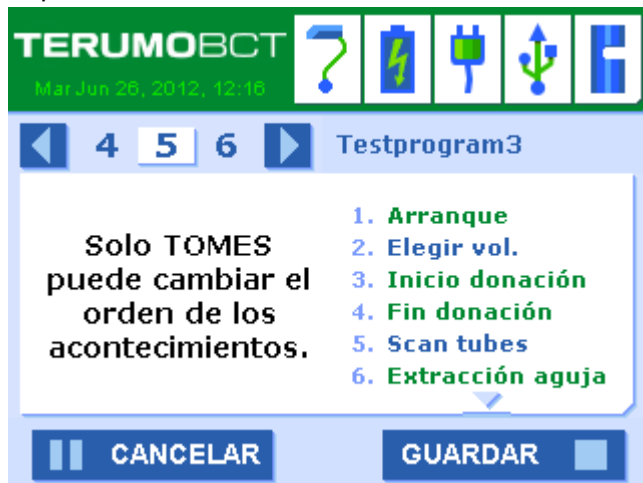 TERUMOBCT
Mar Jun 26, 2012, 12:16
4 5 6
Testprogram3
Solo TOMES
puede cambiar el
orden de los
acontecimientos.
1. Arranque
2. Elegir vol.
3. Inicio donación
4. Fin donación
5. Scan tubes
6. Extracción aguja
CANCELAR
GUARDAR